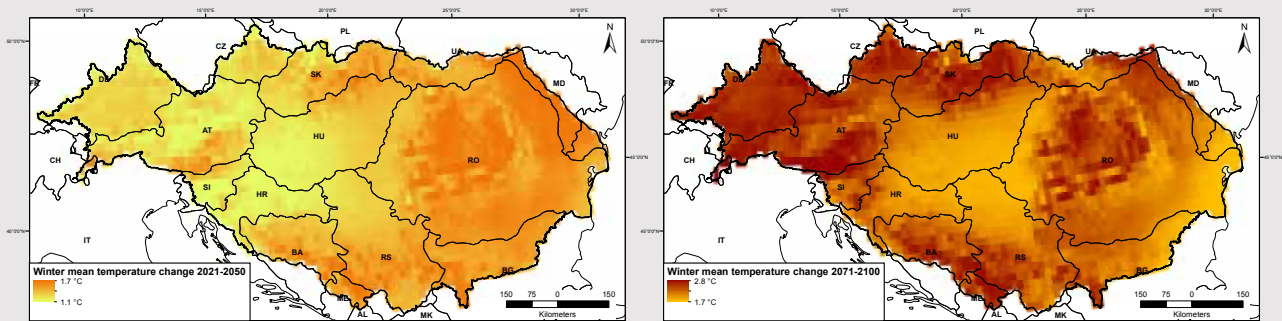 10°0'0"E
15°0'0"E
20°0'0"E
25°0'0"E
30°0'0"E
50°0'0"N
PL
N
CZ
UA
SK
FR
DE
MD
AT
HU
CH
RO
45°0'0"N
SI
HR
45°0'0"N
IT
BA
RS
BG
ME
AL
MK
Winter mean temperature change 2021-2050
1.7 °C
1.1 °C
150 75 0 150
Kilometers
10°0'0"E
15°0'0"E
20°0'0"E
25°0'0"E
30°0'0"E
50°0'0"N
PL
N
CZ
UA
SK
FR
DE
MD
AT
HU
CH
RO
45°0'0"N
SI
HR
45°0'0"N
IT
BA
RS
BG
ME
AL
MK
Winter mean temperature change 2071-2100
2.8 °C
1.7 °C
150 75 0 150
Kilometers